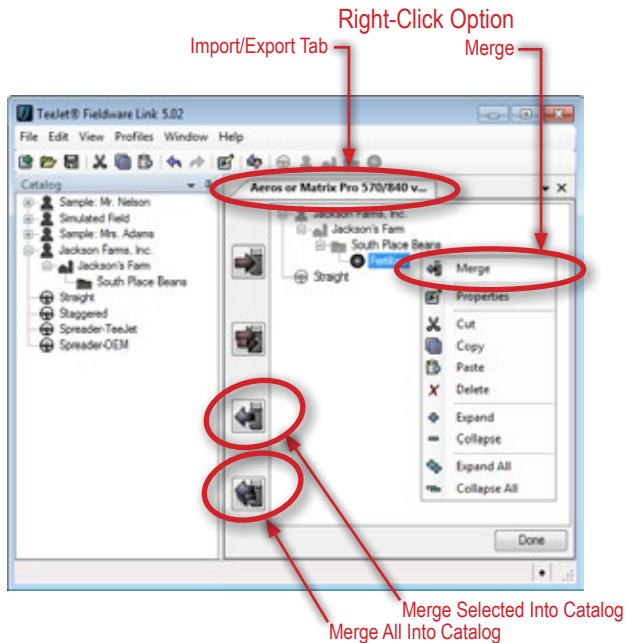 Right-Click Option
Import/Export Tab
Merge
TeeJet® Fieldware Link 5.02
File Edit View Profiles Window Help
Catalog
Aeros or Matrix Pro 570/840 v...
Sample: Mr. Nelson
Simulated Field
Sample: Mrs. Adams
Jackson Farms, Inc.
Jackson's Farm
South Place Beans
Straight
Staggered
Spreader-TeeJet
Spreader-OEM
Jackson Farms, Inc.
Jackson's Farm
South Place Beans
Straight
Merge
Properties
Cut
Copy
Paste
Delete
Expand
Collapse
Expand All
Collapse All
Done
Merge Selected Into Catalog
Merge All Into Catalog